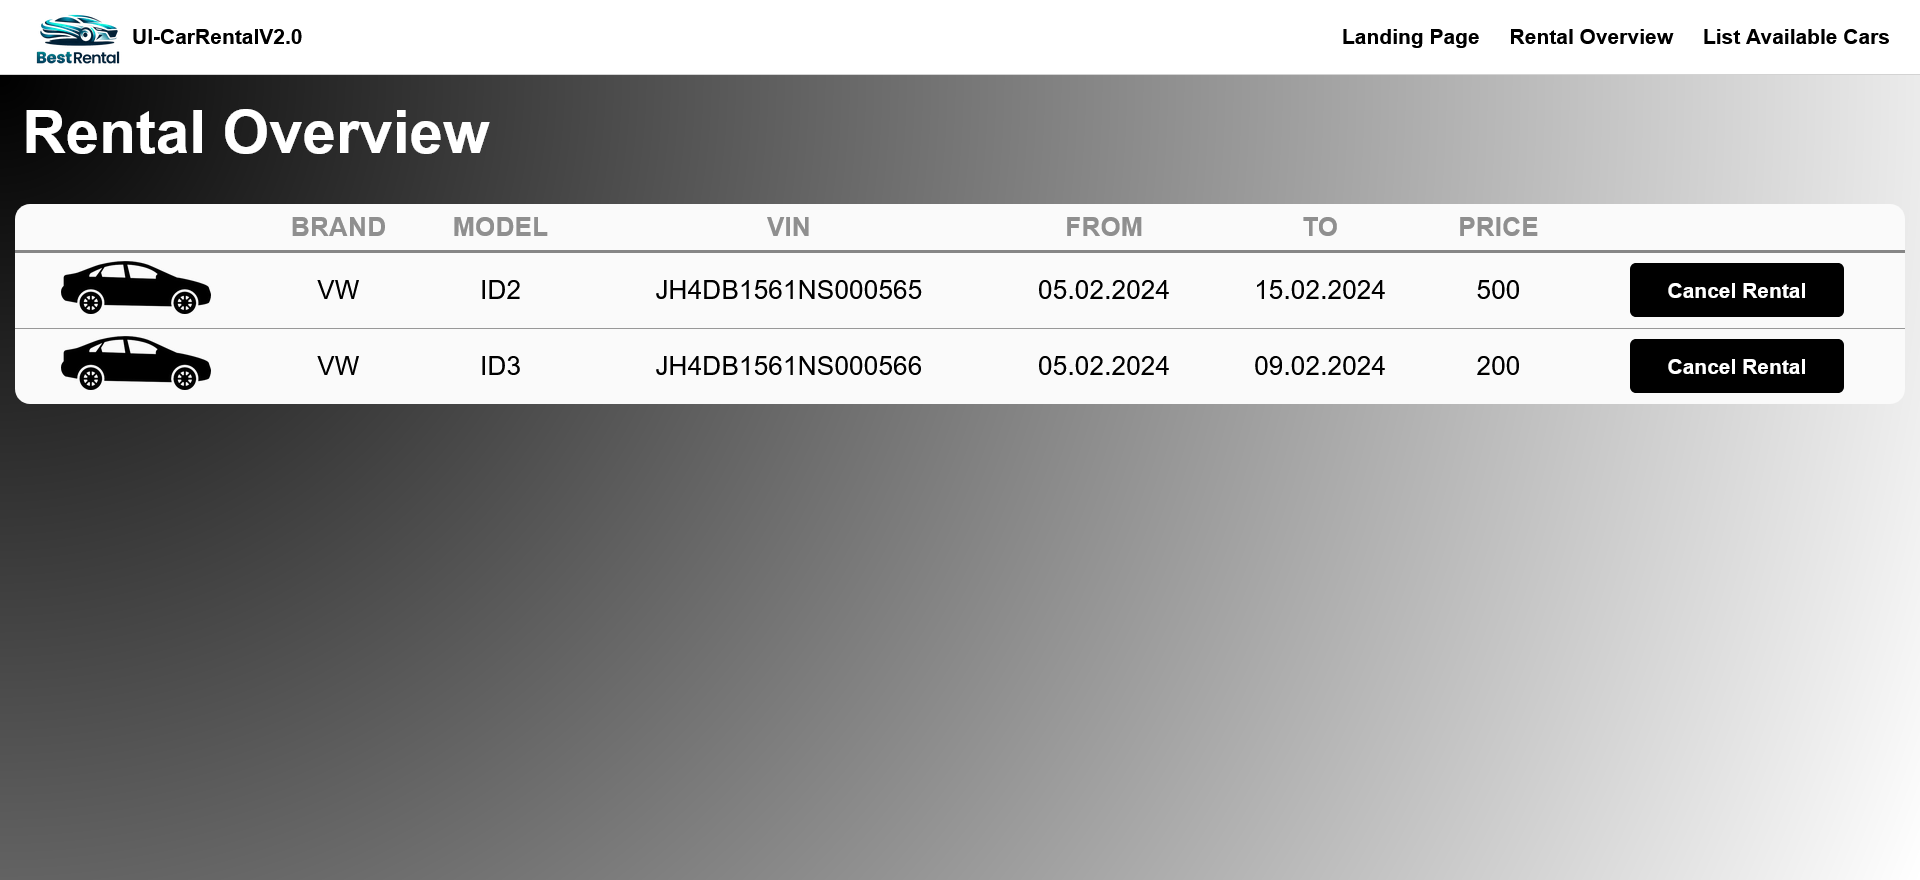 BestRental
UI-CarRentalV2.0
Landing Page Rental Overview List Available Cars
Rental Overview
BRAND MODEL VIN FROM TO PRICE
VW ID2 JH4DB1561NS000565 05.02.2024 15.02.2024 500 Cancel Rental
VW ID3 JH4DB1561NS000566 05.02.2024 09.02.2024 200 Cancel Rental